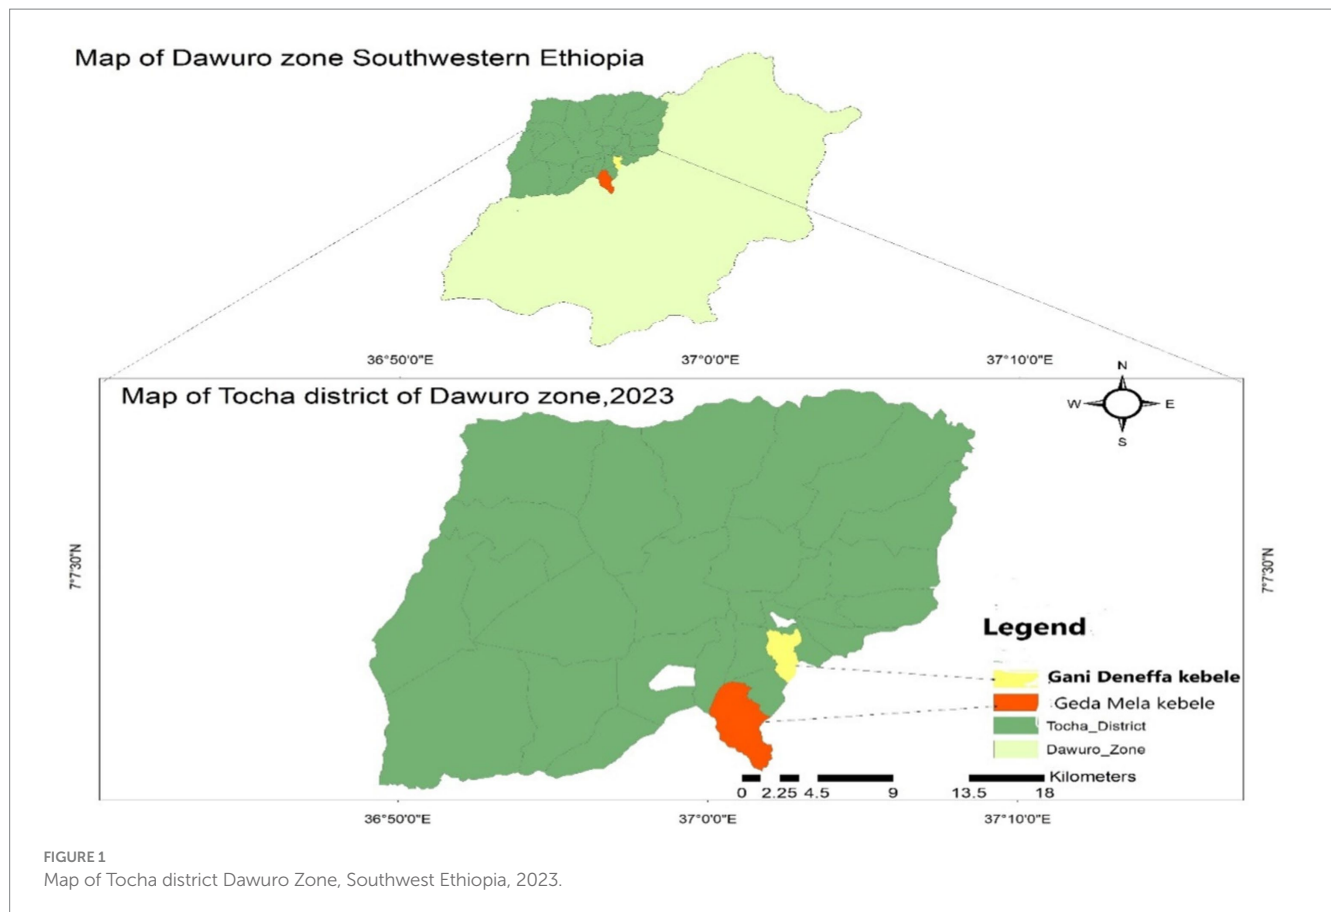 Map of Dawuro zone Southwestern Ethiopia
36°50'0"E 37°0'0"E 37°10'0"E
Map of Tocha district of Dawuro zone,2023
N
W E
S
7°7'30"N 7°7'30"N
Legend
Gani Deneffa kebele
Geda Mela kebele
Tocha_District
Dawuro_Zone
Kilometers
0 2.25 4.5 9 13.5 18
36°50'0"E 37°0'0"E 37°10'0"E
FIGURE 1
Map of Tocha district Dawuro Zone, Southwest Ethiopia, 2023.